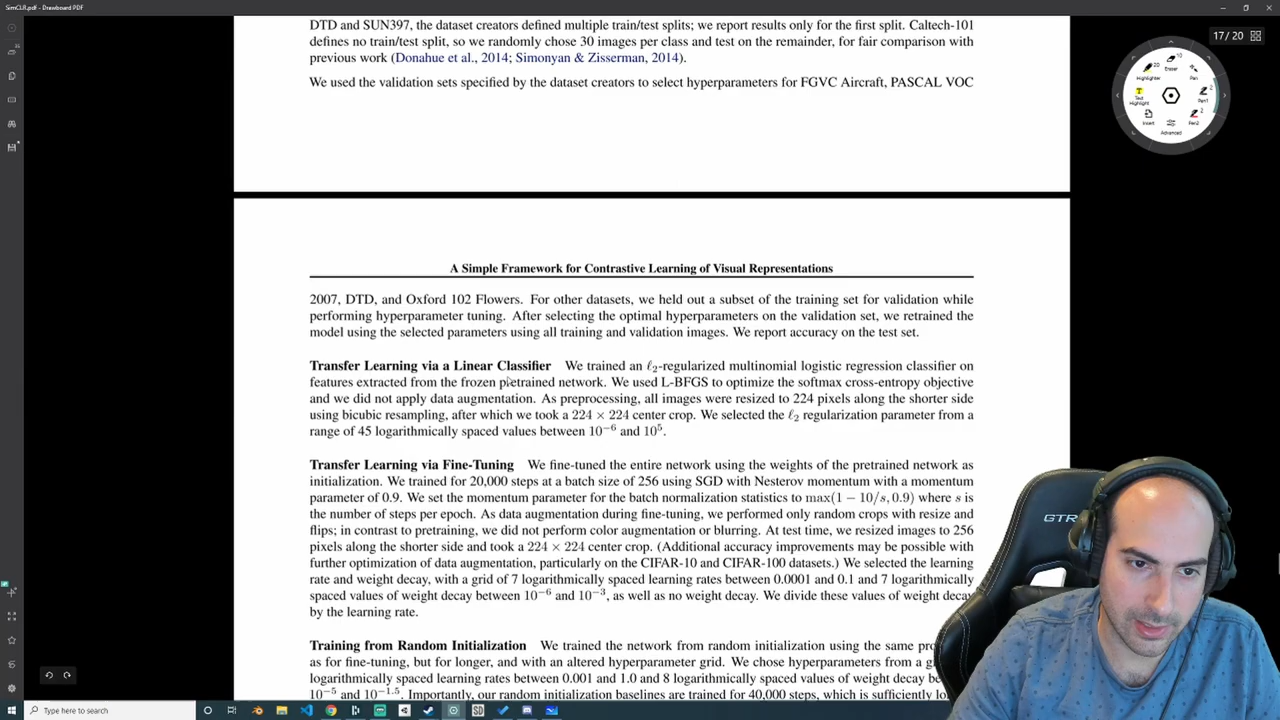 SimCLR.pdf - Drawboard PDF
17 / 20
DTD and SUN397, the dataset creators defined multiple train/test splits; we report results only for the first split. Caltech-101
defines no train/test split, so we randomly chose 30 images per class and test on the remainder, for fair comparison with
previous work (Donahue et al., 2014; Simonyan & Zisserman, 2014).
We used the validation sets specified by the dataset creators to select hyperparameters for FGVC Aircraft, PASCAL VOC
Highlighter
Eraser
Pen
Text Highlight
Pen1
Insert
Pen2
Advanced
A Simple Framework for Contrastive Learning of Visual Representations
2007, DTD, and Oxford 102 Flowers. For other datasets, we held out a subset of the training set for validation while
performing hyperparameter tuning. After selecting the optimal hyperparameters on the validation set, we retrained the
model using the selected parameters using all training and validation images. We report accuracy on the test set.
Transfer Learning via a Linear Classifier We trained an ℓ₂-regularized multinomial logistic regression classifier on
features extracted from the frozen pretrained network. We used L-BFGS to optimize the softmax cross-entropy objective
and we did not apply data augmentation. As preprocessing, all images were resized to 224 pixels along the shorter side
using bicubic resampling, after which we took a 224 × 224 center crop. We selected the ℓ₂ regularization parameter from a
range of 45 logarithmically spaced values between 10⁻⁶ and 10⁵.
Transfer Learning via Fine-Tuning We fine-tuned the entire network using the weights of the pretrained network as
initialization. We trained for 20,000 steps at a batch size of 256 using SGD with Nesterov momentum with a momentum
parameter of 0.9. We set the momentum parameter for the batch normalization statistics to max(1 − 10/s, 0.9) where s is
the number of steps per epoch. As data augmentation during fine-tuning, we performed only random crops with resize and
flips; in contrast to pretraining, we did not perform color augmentation or blurring. At test time, we resized images to 256
pixels along the shorter side and took a 224 × 224 center crop. (Additional accuracy improvements may be possible with
further optimization of data augmentation, particularly on the CIFAR-10 and CIFAR-100 datasets.) We selected the learning
rate and weight decay, with a grid of 7 logarithmically spaced learning rates between 0.0001 and 0.1 and 7 logarithmically
spaced values of weight decay between 10⁻⁶ and 10⁻³, as well as no weight decay. We divide these values of weight decay
by the learning rate.
Training from Random Initialization We trained the network from random initialization using the same
as for fine-tuning, but for longer, and with an altered hyperparameter grid. We chose hyperparameters from a
logarithmically spaced learning rates between 0.001 and 1.0 and 8 logarithmically spaced values of weight decay
10⁻⁵ and 10⁻¹·⁵. Importantly, our random initialization baselines are trained for 40,000 steps, which is sufficiently
GTR
Type here to search